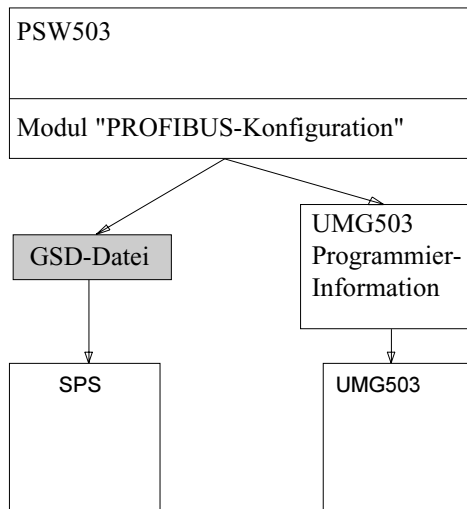 PSW503
Modul "PROFIBUS-Konfiguration"
GSD-Datei
UMG503
Programmier-
Information
SPS
UMG503